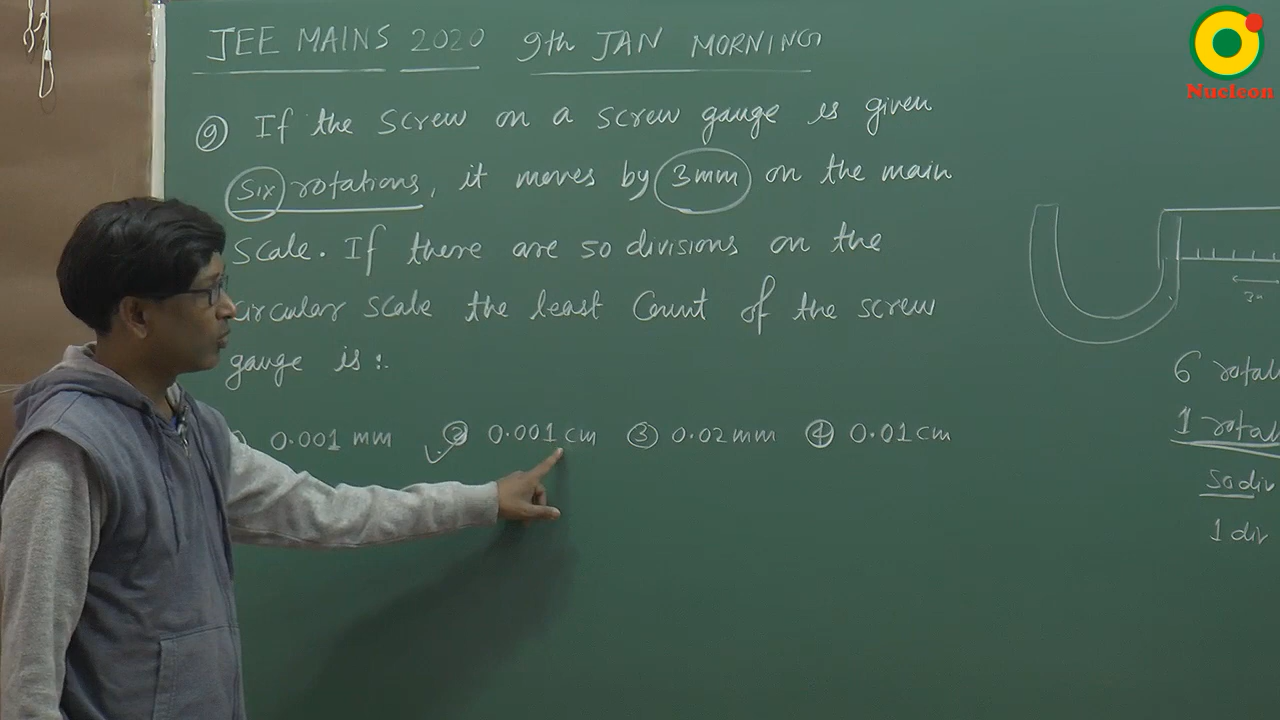 JEE MAINS 2020 9th JAN MORNING
Nucleon
9 If the screw on a screw gauge is given
six rotations, it moves by 3mm on the main
scale. If there are 50 divisions on the
circular scale the least Count of the screw
gauge is :.
0.001 mm 2 0.001 cm 3 0.02 mm 4 0.01 cm
6
1
50 div
1 div